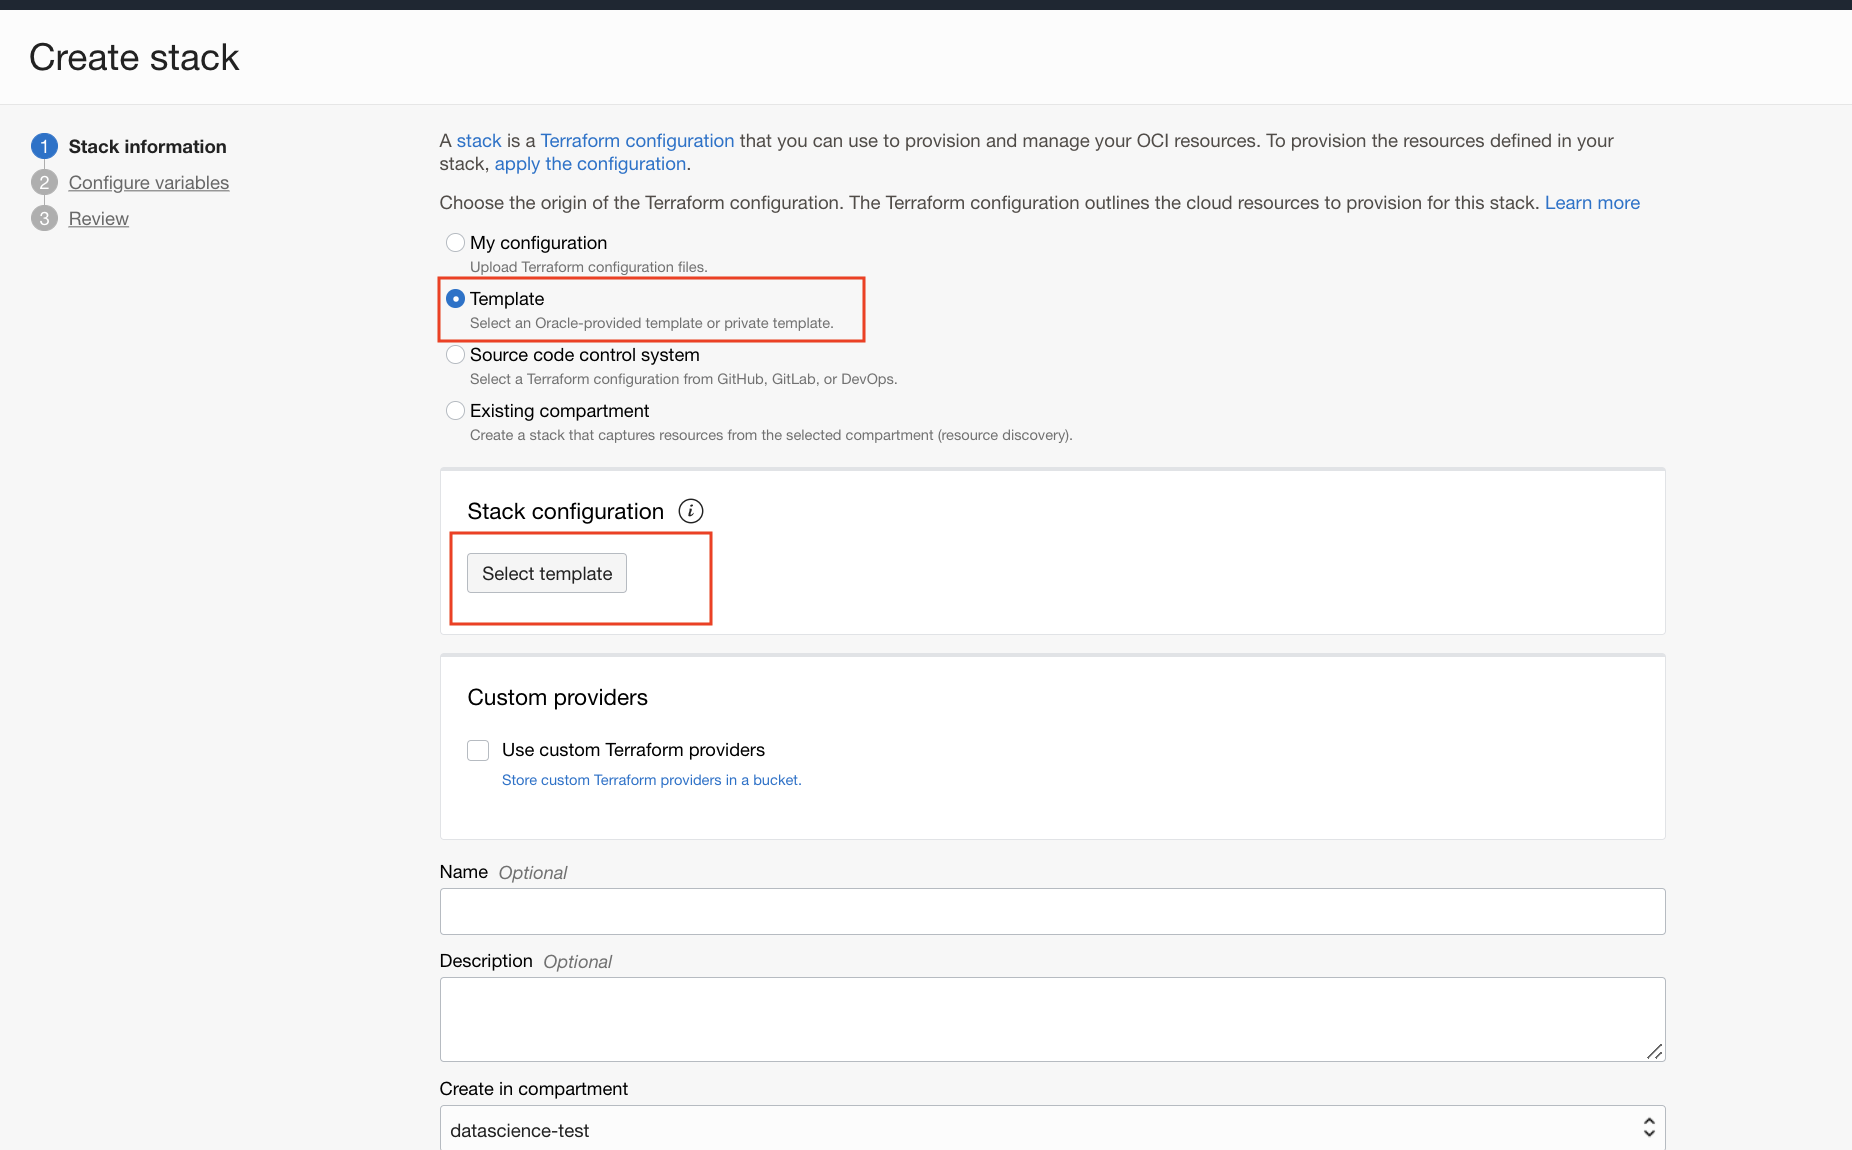 Create stack
1 Stack information
2 Configure variables
3 Review
A stack is a Terraform configuration that you can use to provision and manage your OCI resources. To provision the resources defined in your
stack, apply the configuration.
Choose the origin of the Terraform configuration. The Terraform configuration outlines the cloud resources to provision for this stack. Learn more
My configuration
Upload Terraform configuration files.
Template
Select an Oracle-provided template or private template.
Source code control system
Select a Terraform configuration from GitHub, GitLab, or DevOps.
Existing compartment
Create a stack that captures resources from the selected compartment (resource discovery).
Stack configuration i
Select template
Custom providers
Use custom Terraform providers
Store custom Terraform providers in a bucket.
Name Optional
Description Optional
Create in compartment
datascience-test